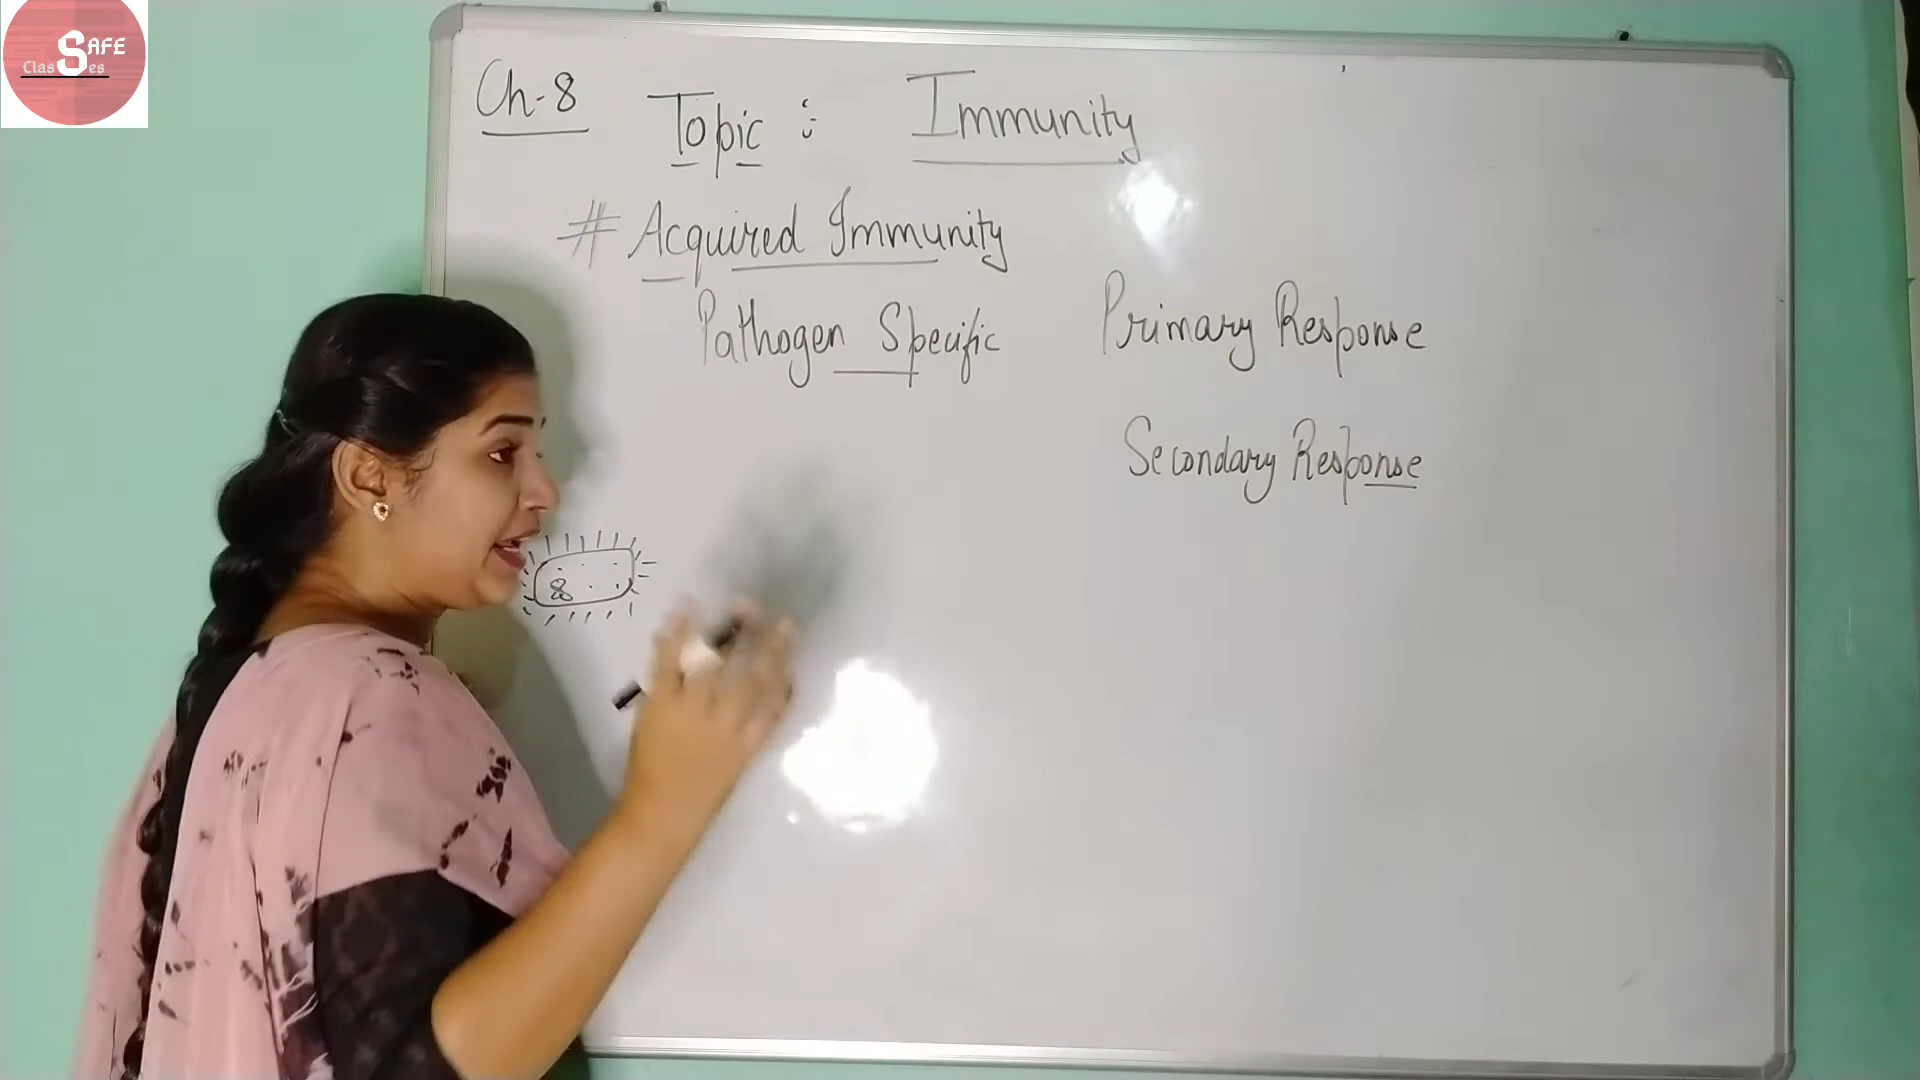 SAFE
Classes
Ch-8
Topic : Immunity
# Acquired Immunity
Pathogen Specific
Primary Response
Secondary Response